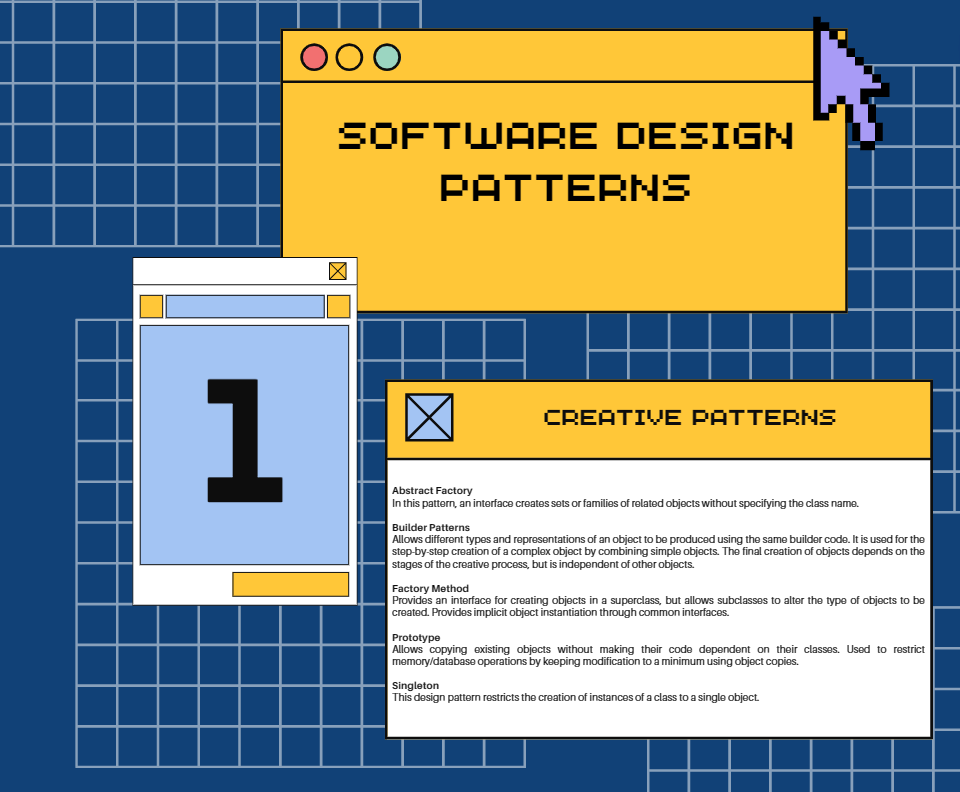 SOFTWARE DESIGN
PATTERNS
1
CREATIVE PATTERNS
Abstract Factory
In this pattern, an interface creates sets or families of related objects without specifying the class name.
Builder Patterns
Allows different types and representations of an object to be produced using the same builder code. It is used for the
step-by-step creation of a complex object by combining simple objects. The final creation of objects depends on the
stages of the creative process, but is independent of other objects.
Factory Method
Provides an interface for creating objects in a superclass, but allows subclasses to alter the type of objects to be
created. Provides implicit object instantiation through common interfaces.
Prototype
Allows copying existing objects without making their code dependent on their classes. Used to restrict
memory/database operations by keeping modification to a minimum using object copies.
Singleton
This design pattern restricts the creation of instances of a class to a single object.